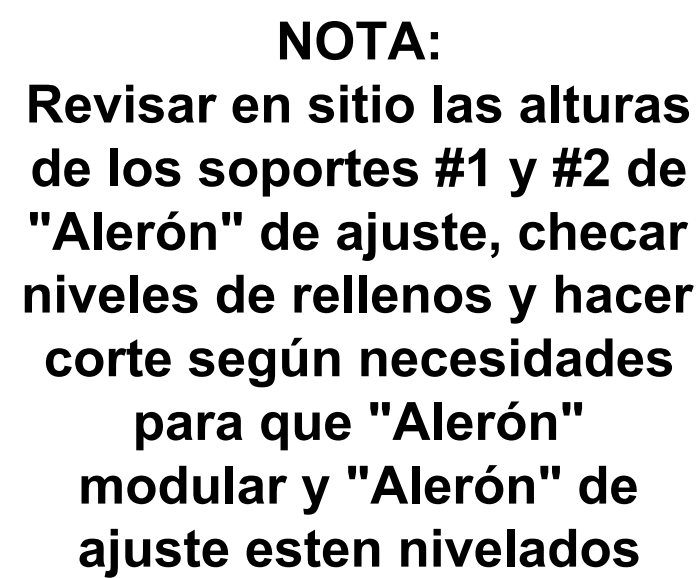 NOTA:
Revisar en sitio las alturas
de los soportes #1 y #2 de
"Alerón" de ajuste, checar
niveles de rellenos y hacer
corte según necesidades
para que "Alerón"
modular y "Alerón" de
ajuste esten nivelados